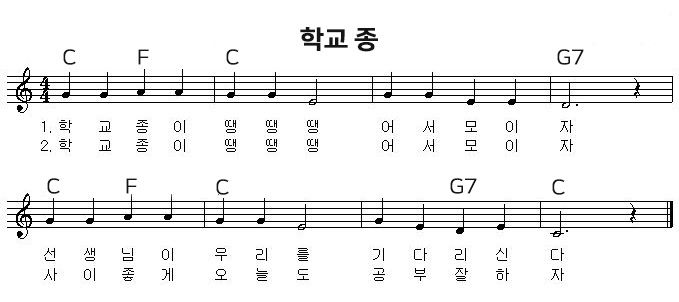 학교 종
C F C G7
4
4
1. 학 교 종 이 땡 땡 땡 어 서 모 이 자
2. 학 교 종 이 땡 땡 땡 어 서 모 이 자
C F C G7 C
선 생 님 이 우 리 를 기 다 리 신 다
사 이 좋 게 오 늘 도 공 부 잘 하 자